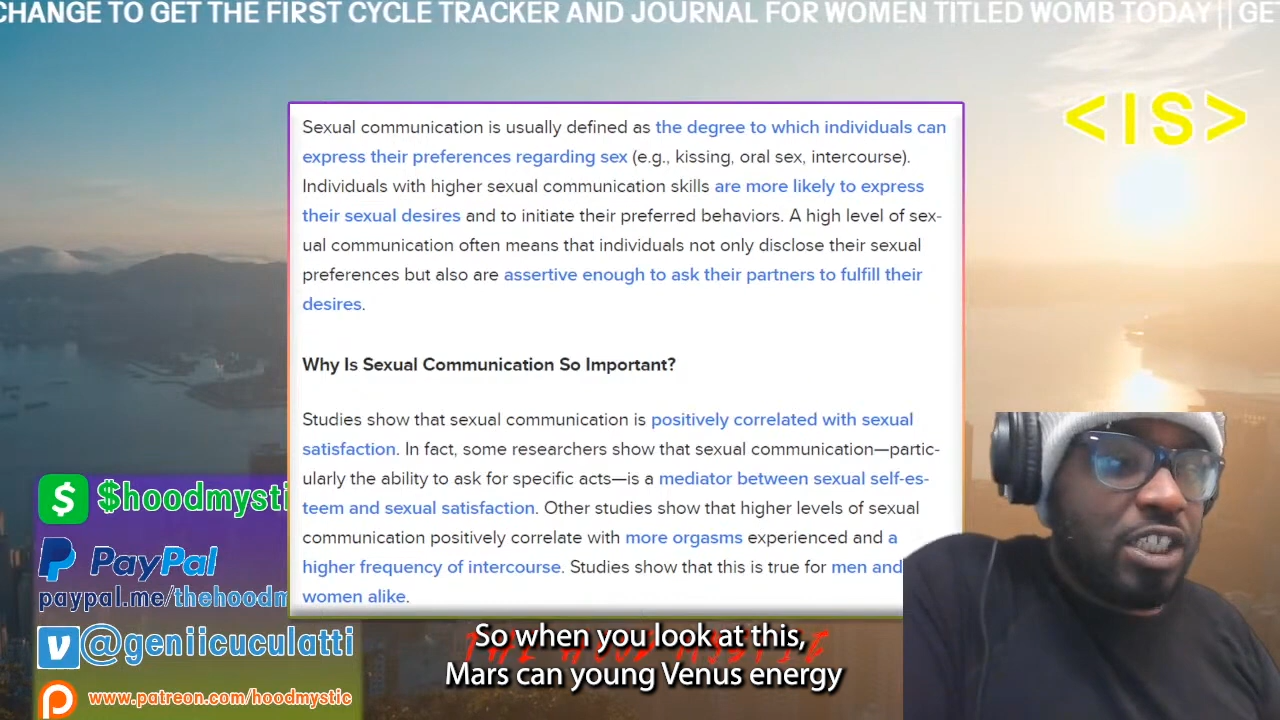 CHANGE TO GET THE FIRST CYCLE TRACKER AND JOURNAL FOR WOMEN TITLED WOMB TODAY || GE
<IS>
Sexual communication is usually defined as the degree to which individuals can
express their preferences regarding sex (e.g., kissing, oral sex, intercourse).
Individuals with higher sexual communication skills are more likely to express
their sexual desires and to initiate their preferred behaviors. A high level of sex-
ual communication often means that individuals not only disclose their sexual
preferences but also are assertive enough to ask their partners to fulfill their
desires.
Why Is Sexual Communication So Important?
Studies show that sexual communication is positively correlated with sexual
satisfaction. In fact, some researchers show that sexual communication—partic-
ularly the ability to ask for specific acts—is a mediator between sexual self-es-
teem and sexual satisfaction. Other studies show that higher levels of sexual
communication positively correlate with more orgasms experienced and a
higher frequency of intercourse. Studies show that this is true for men and
women alike.
$ $hoodmysti
PayPal
paypal.me/thehoodm
@geniicuculatti
www.patreon.com/hoodmystic
So when you look at this,
Mars can young Venus energy